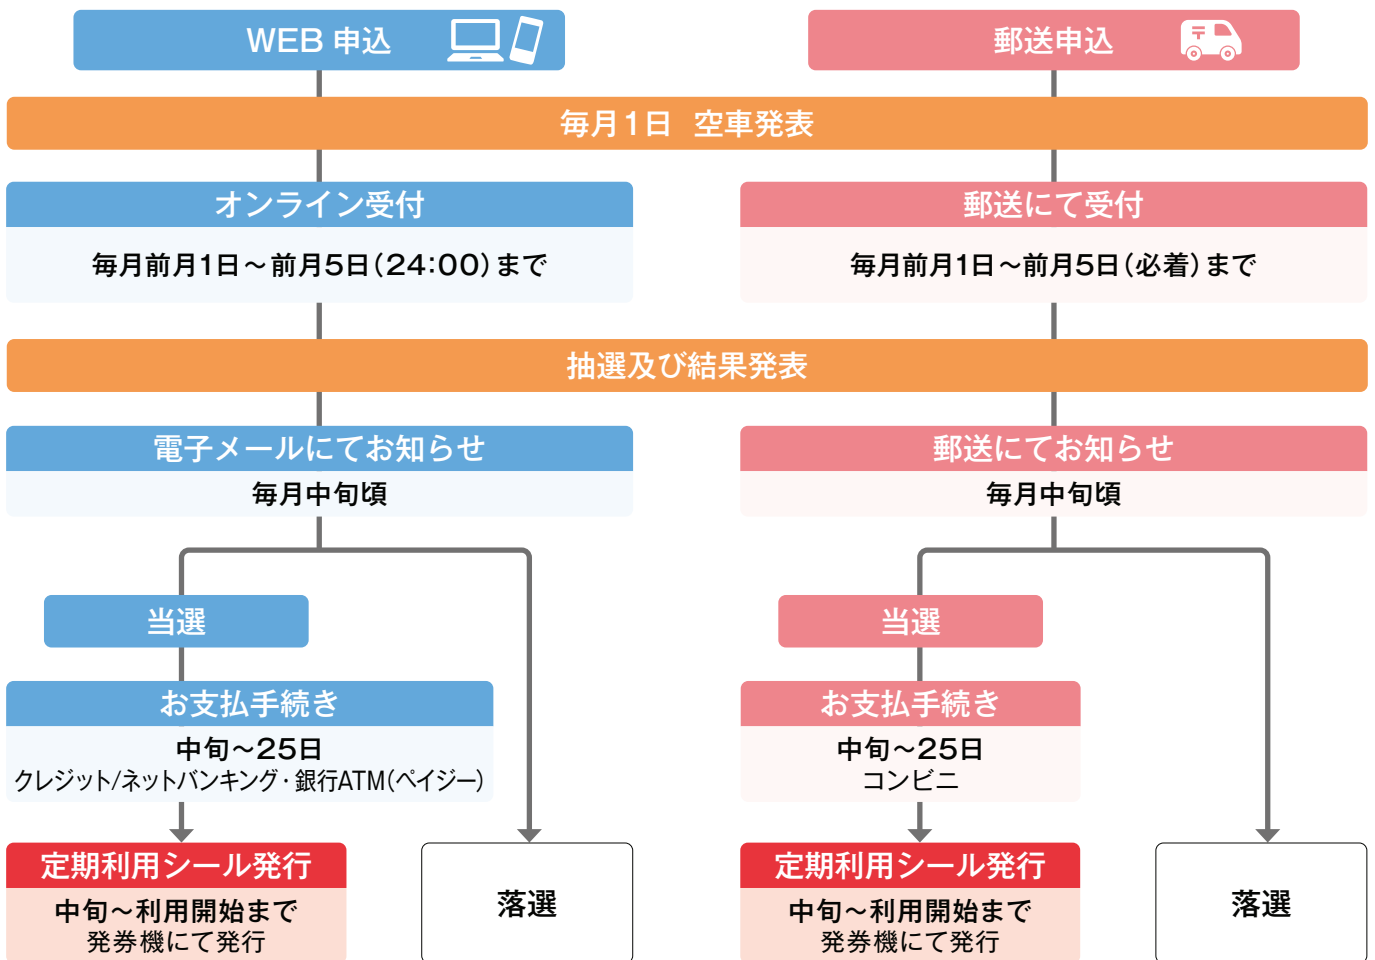 WEB 申込
郵送申込
毎月1日 空車発表
オンライン受付
毎月前月1日～前月5日(24:00)まで
郵送にて受付
毎月前月1日～前月5日(必着)まで
抽選及び結果発表
電子メールにてお知らせ
毎月中旬頃
郵送にてお知らせ
毎月中旬頃
当選
お支払手続き
中旬～25日
クレジット/ネットバンキング・銀行ATM(ペイジー)
定期利用シール発行
中旬～利用開始まで
発券機にて発行
落選
当選
お支払手続き
中旬～25日
コンビニ
定期利用シール発行
中旬～利用開始まで
発券機にて発行
落選